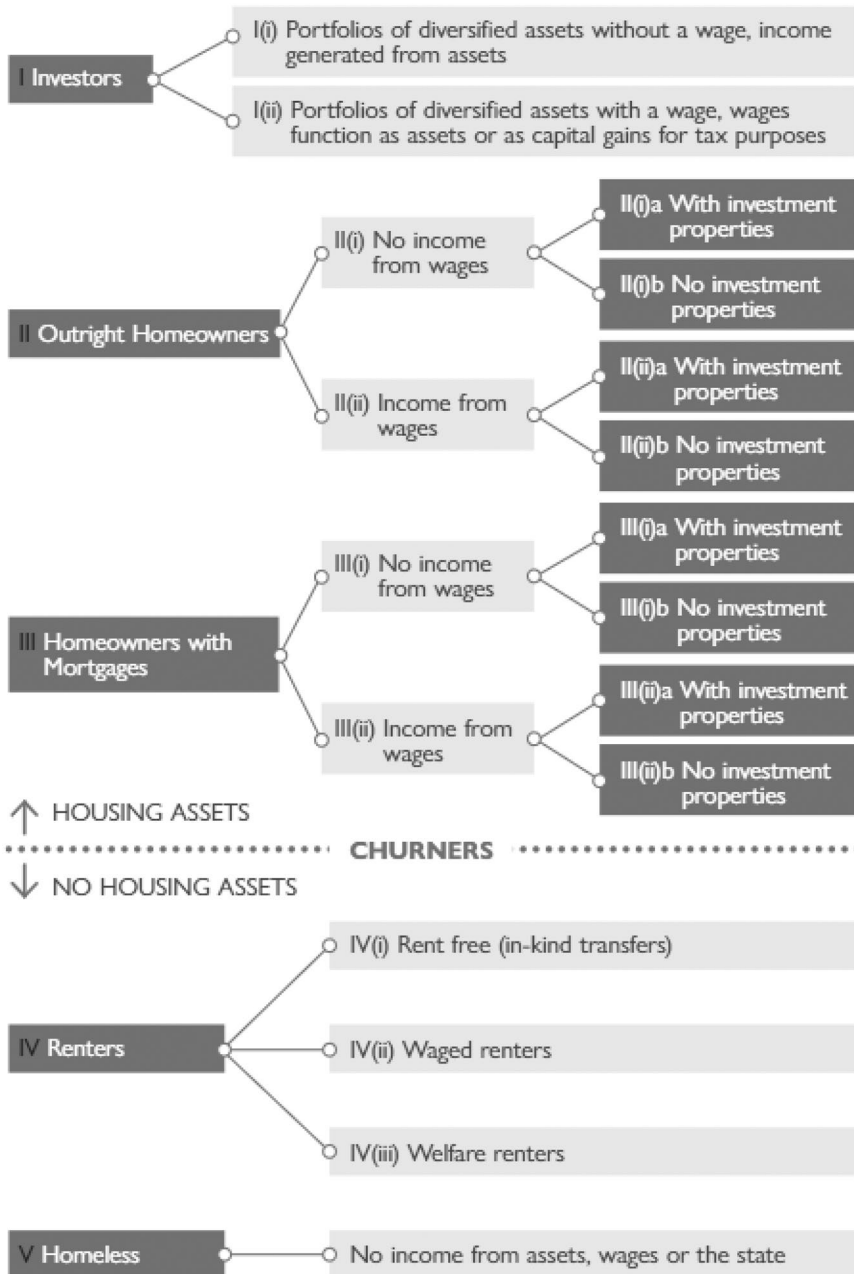 I Investors
I(i) Portfolios of diversified assets without a wage, income
generated from assets
I(ii) Portfolios of diversified assets with a wage, wages
function as assets or as capital gains for tax purposes
II Outright Homeowners
II(i) No income
from wages
II(i)a With investment
properties
II(i)b No investment
properties
II(ii) Income from
wages
II(ii)a With investment
properties
II(ii)b No investment
properties
III Homeowners with
Mortgages
III(i) No income
from wages
III(i)a With investment
properties
III(i)b No investment
properties
III(ii) Income from
wages
III(ii)a With investment
properties
III(ii)b No investment
properties
↑ HOUSING ASSETS
CHURNERS
↓ NO HOUSING ASSETS
IV Renters
IV(i) Rent free (in-kind transfers)
IV(ii) Waged renters
IV(iii) Welfare renters
V Homeless
No income from assets, wages or the state